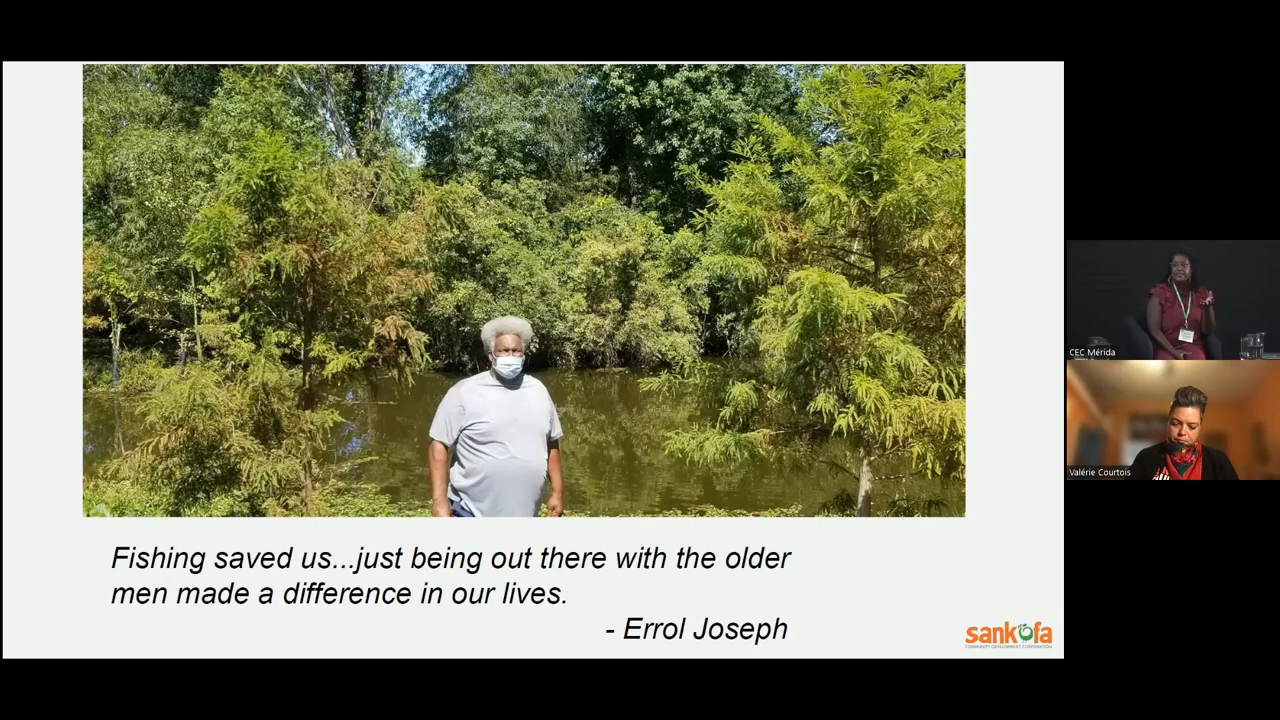 Fishing saved us...just being out there with the older
men made a difference in our lives.
- Errol Joseph
sankofa
COMMUNITY DEVELOPMENT CORPORATION
CEC Mérida
Valérie Courtois